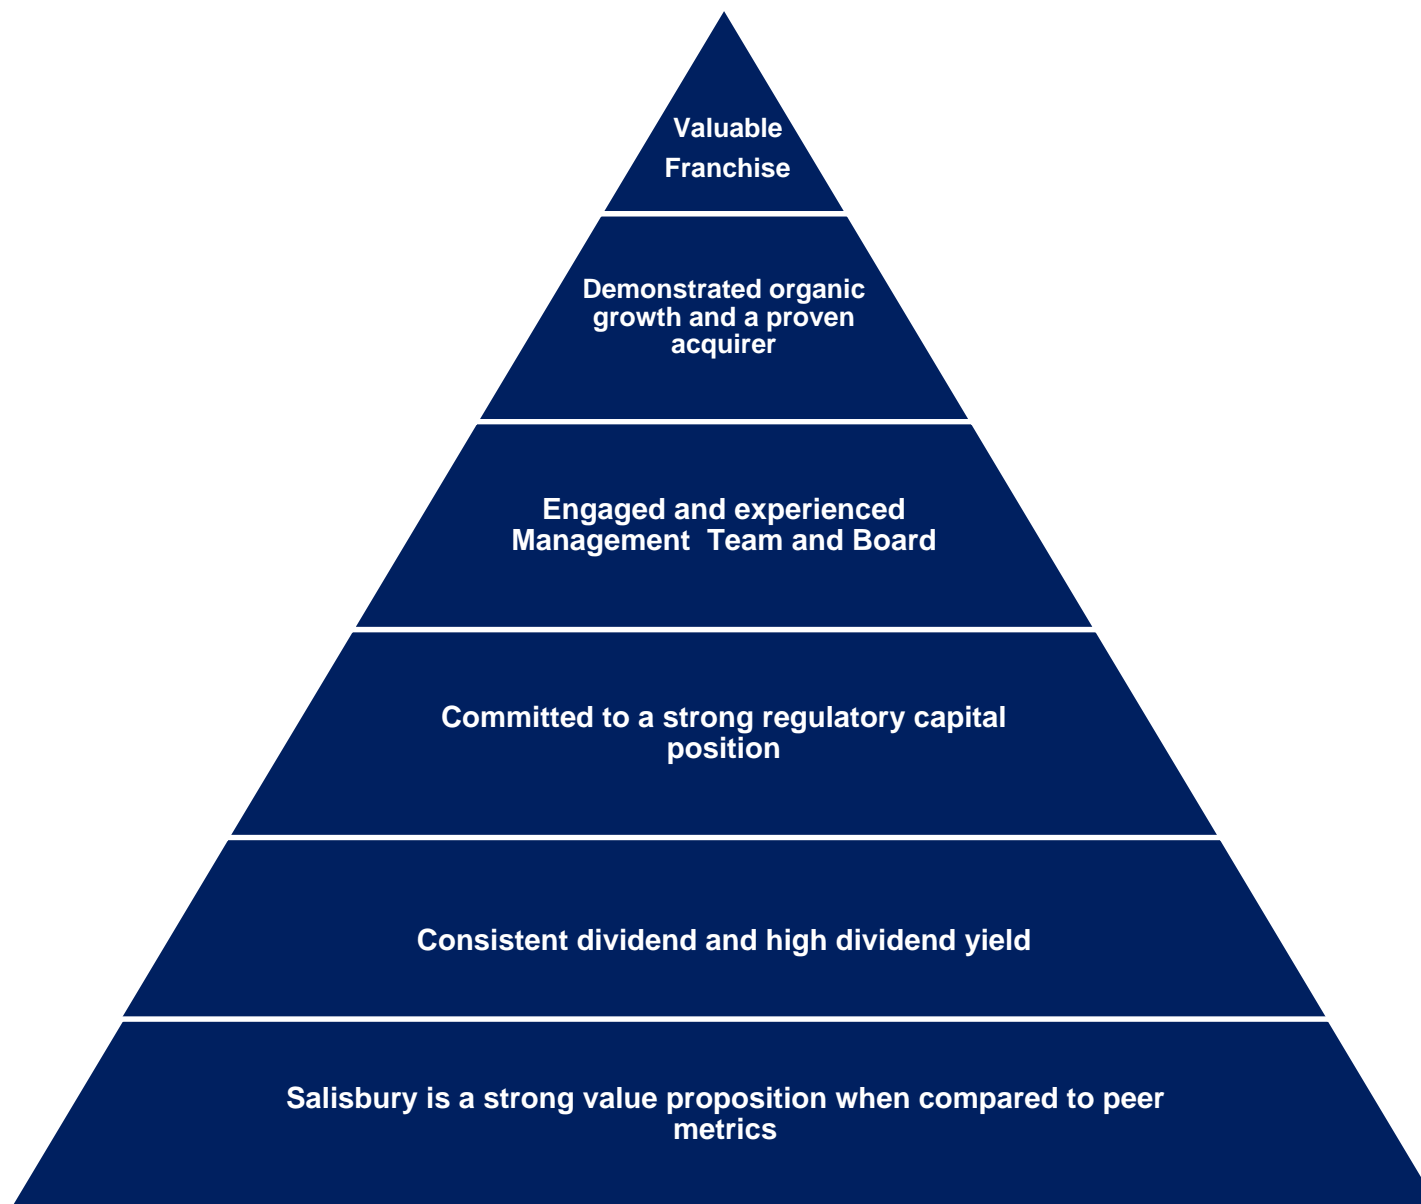 Valuable
Franchise
Demonstrated organic
growth and a proven
acquirer
Engaged and experienced
Management  Team and Board
Committed to a strong regulatory capital
position
Consistent dividend and high dividend yield
Salisbury is a strong value proposition when compared to peer
metrics